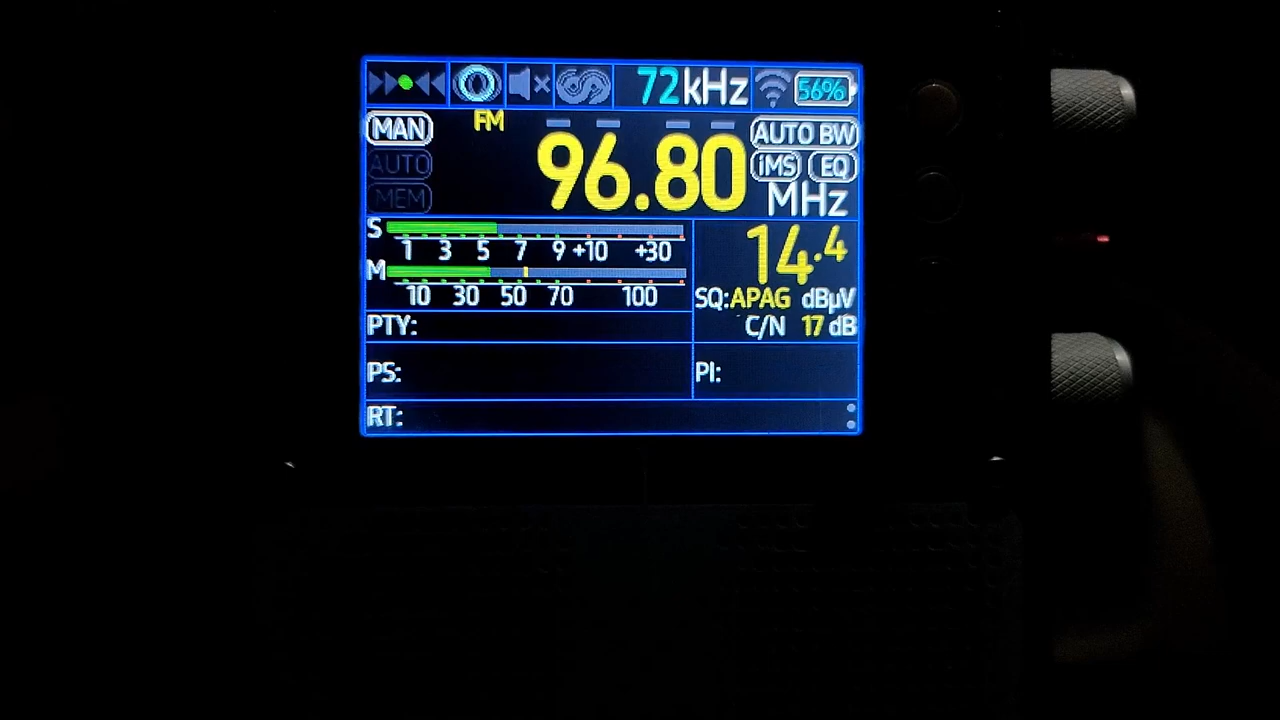 72kHz 56%
MAN FM AUTO BW
AUTO 96.80 iMS EQ
MEM MHz
S 1 3 5 7 9 +10 +30 14.4
M 10 30 50 70 100 SQ:APAG dBµV
PTY: C/N 17 dB
PS: PI:
RT: